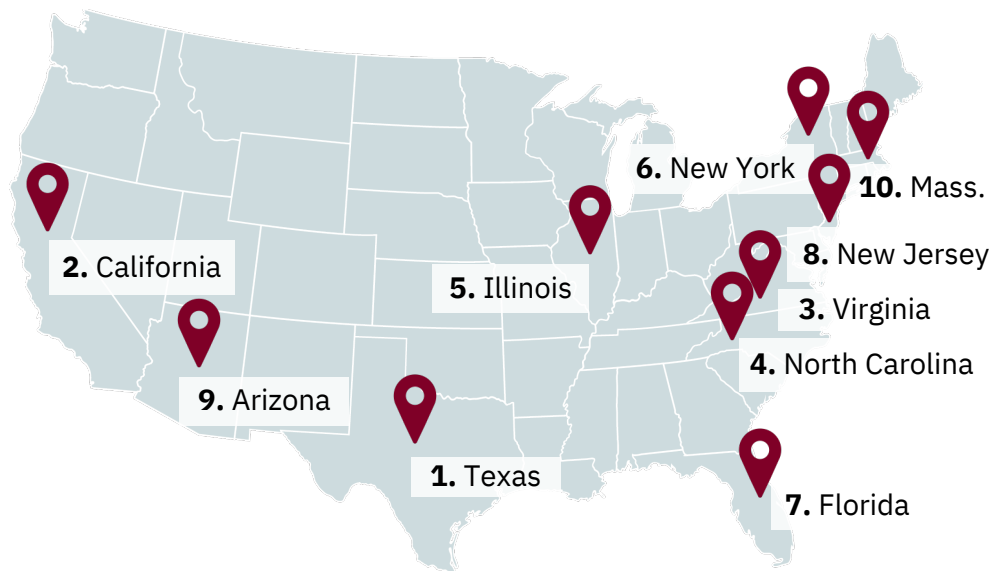 6. New York
10. Mass.
8. New Jersey
2. California
5. Illinois
3. Virginia
4. North Carolina
9. Arizona
1. Texas
7. Florida